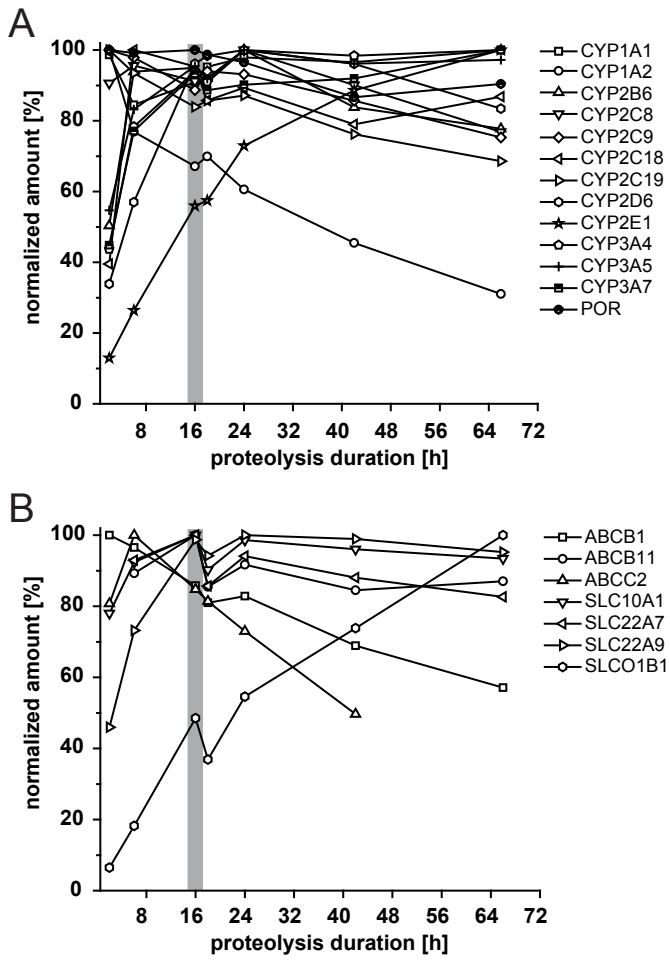 A
normalized amount [%]
100
80
60
40
20
0
8 16 24 32 40 48 56 64 72
proteolysis duration [h]
CYP1A1
CYP1A2
CYP2B6
CYP2C8
CYP2C9
CYP2C18
CYP2C19
CYP2D6
CYP2E1
CYP3A4
CYP3A5
CYP3A7
POR
B
normalized amount [%]
100
80
60
40
20
0
8 16 24 32 40 48 56 64 72
proteolysis duration [h]
ABCB1
ABCB11
ABCC2
SLC10A1
SLC22A7
SLC22A9
SLCO1B1